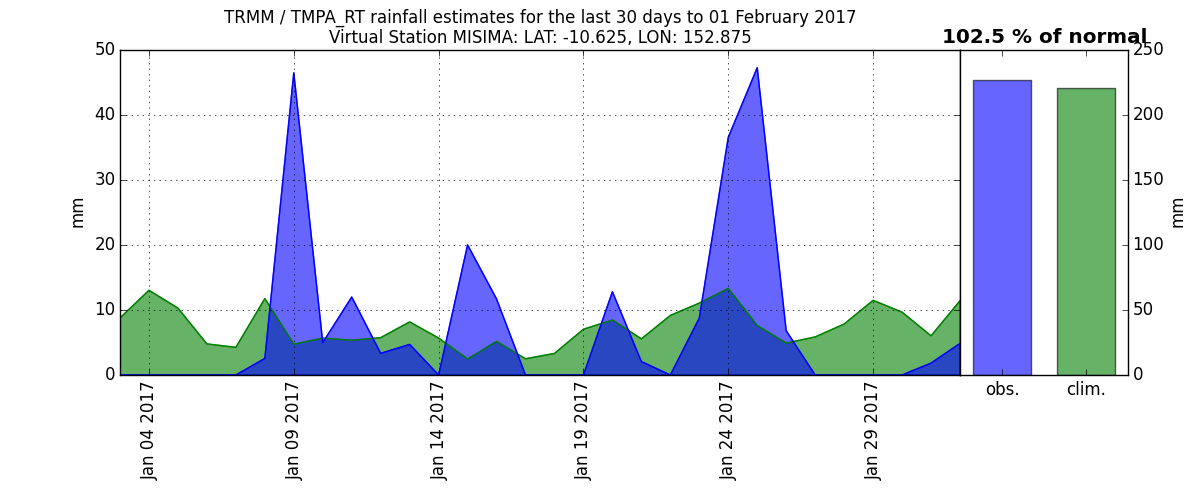 TRMM / TMPA_RT rainfall estimates for the last 30 days to 01 February 2017
Virtual Station MISIMA: LAT: -10.625, LON: 152.875
102.5 % of normal
50
40
30
20
10
0
mm
250
200
150
100
50
0
mm
Jan 04 2017
Jan 09 2017
Jan 14 2017
Jan 19 2017
Jan 24 2017
Jan 29 2017
obs.
clim.